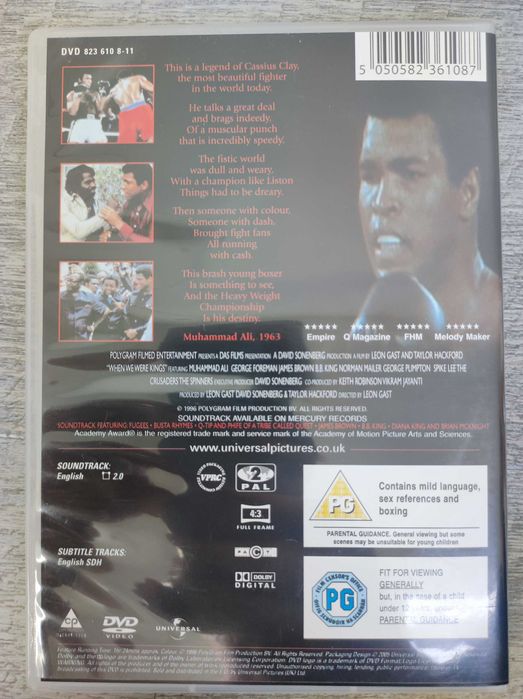 DVD 823 610 8-11
5 050582 361087
This is a legend of Cassius Clay,
the most beautiful fighter
in the world today.
He talks a great deal
and brags indeedy.
Of a muscular punch
that is incredibly speedy.
The fistic world
was dull and weary,
With a champion like Liston
Things had to be dreary.
Then someone with colour,
Someone with dash,
Brought fight fans
All running
with cash.
This brash young boxer
Is something to see,
And the Heavy Weight
Championship
Is his destiny.
Muhammad Ali, 1963
★★★★★ ★★★★★ ★★★★★ ★★★★★
Empire Q Magazine FHM Melody Maker
POLYGRAM FILMED ENTERTAINMENT PRESENTS A DAS FILMS PRESENTATION A DAVID SONENBERG PRODUCTION A FILM BY LEON GAST AND TAYLOR HACKFORD
"WHEN WE WERE KINGS" FEATURING MUHAMMAD ALI GEORGE FOREMAN JAMES BROWN B.B. KING NORMAN MAILER GEORGE PLIMPTON SPIKE LEE THE
CRUSADERS THE SPINNERS EXECUTIVE PRODUCER DAVID SONENBERG CO-PRODUCED BY KEITH ROBINSON VIKRAM JAYANTI
PRODUCED BY LEON GAST DAVID SONENBERG & TAYLOR HACKFORD DIRECTED BY LEON GAST
© 1996 POLYGRAM FILM PRODUCTION BV. ALL RIGHTS RESERVED.
SOUNDTRACK AVAILABLE ON MERCURY RECORDS
SOUNDTRACK FEATURING: FUGEES • BUSTA RHYMES • Q-TIP AND PHIFE OF A TRIBE CALLED QUEST • JAMES BROWN • B.B. KING • DIANA KING AND BRIAN MCKNIGHT
Academy Award® is the registered trade mark and service mark of the Academy of Motion Picture Arts and Sciences.
www.universalpictures.co.uk
SOUNDTRACK:
English 2.0
VPRC
2
PAL
4:3
FULL FRAME
PACT
DOLBY
DIGITAL
SUBTITLE TRACKS:
English SDH
PG
Contains mild language,
sex references and
boxing
PARENTAL GUIDANCE. General viewing but some
scenes may be unsuitable for young children
PG
FIT FOR VIEWING
GENERALLY
but, in the case of a child
under 12 years, under
PARENTAL GUIDANCE
DVD
VIDEO
UNIVERSAL